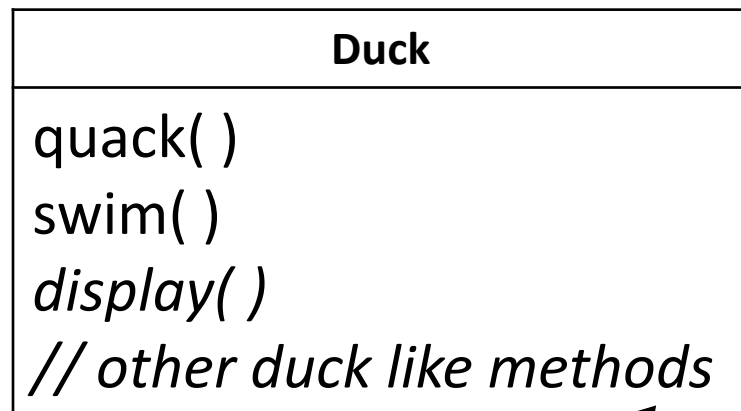 Duck
quack( )
swim( )
display( )
// other duck like methods